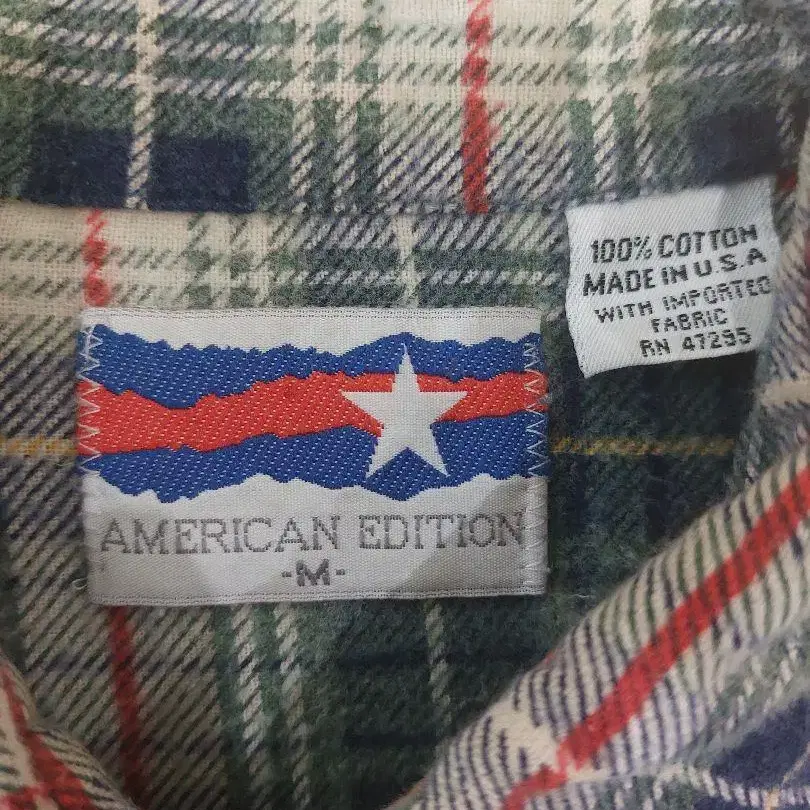 100% COTTON
MADE IN U.S.A
WITH IMPORTED
FABRIC
RN 47295
AMERICAN EDITION
-M-